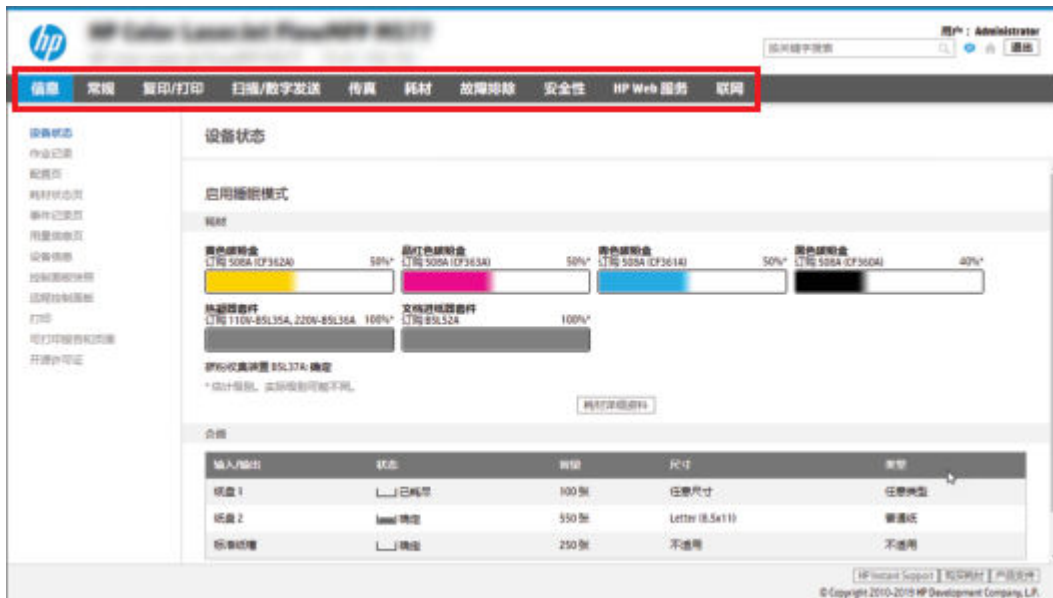 hp
用户：Administrator
按关键字搜索
退出
信息 常规 复印/打印 扫描/数字发送 传真 耗材 故障排除 安全性 HP Web 服务 联网
设备状态
作业记录
配置页
耗材状态页
事件记录页
用量信息页
设备信息
控制面板快照
远程控制面板
打印
可打印报告和页面
开源许可证
设备状态
启用睡眠模式
耗材
黄色碳粉盒 品红色碳粉盒 青色碳粉盒 黑色碳粉盒
订购 508A (CF362A) 50%* 订购 508A (CF363A) 50%* 订购 508A (CF361A) 50%* 订购 508A (CF360A) 40%*
热凝器套件 文档进纸器套件
订购 110V-B5L35A, 220V-B5L36A 100%* 订购 B5L52A 100%*
碳粉收集装置 B5L37A: 确定
* 估计级别。实际级别可能不同。
耗材详细资料
介质
输入/输出 状态 容量 尺寸 类型
纸盘 1 已耗尽 100 张 任意尺寸 任意类型
纸盘 2 确定 550 张 Letter (8.5x11) 普通纸
标准纸槽 确定 250 张 不适用 不适用
HP Instant Support 购买耗材 产品支持
© Copyright 2010-2019 HP Development Company, L.P.